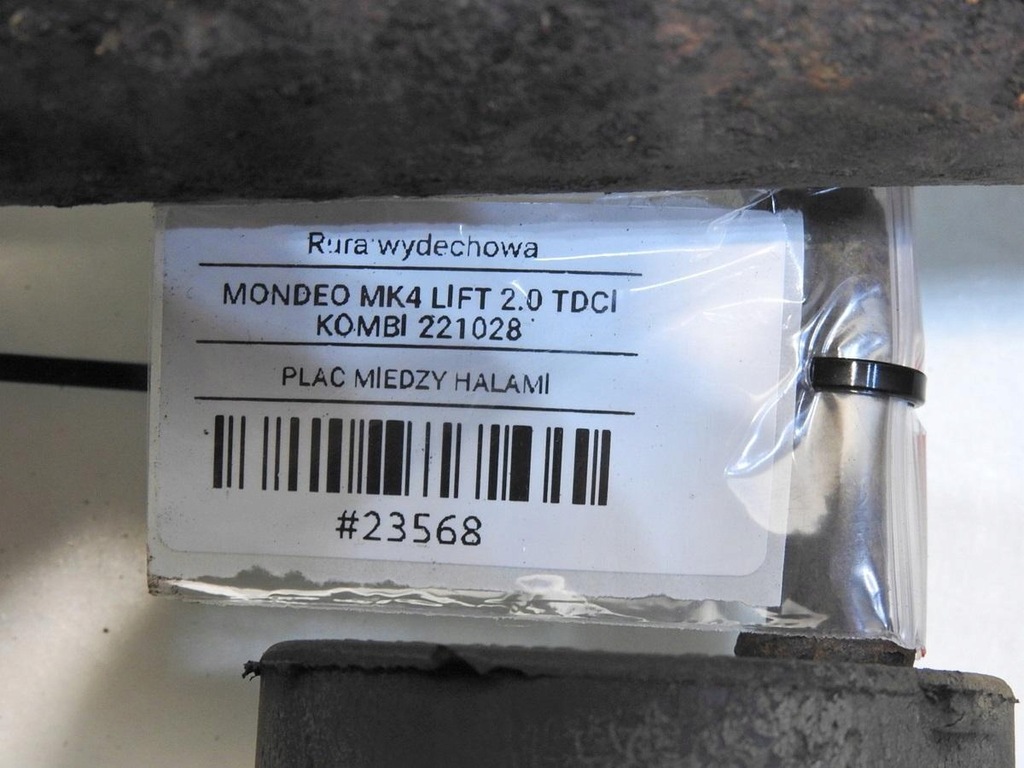 Rura wydechowa
MONDEO MK4 LIFT 2.0 TDCI
KOMBI 221028
PLAC MIEDZY HALAMI
#23568